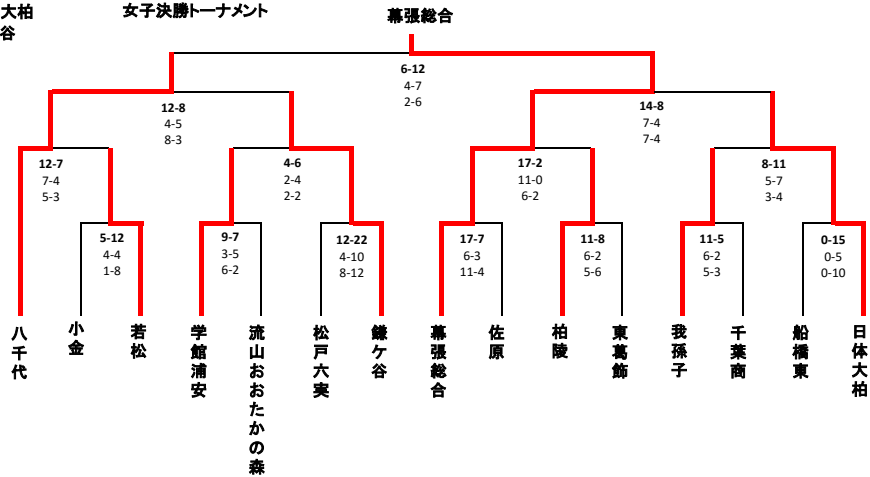 大柏
谷
女子決勝トーナメント
幕張総合
6-12
4-7
2-6
12-8
4-5
8-3
14-8
7-4
7-4
12-7
7-4
5-3
4-6
2-4
2-2
17-2
11-0
6-2
8-11
5-7
3-4
5-12
4-4
1-8
9-7
3-5
6-2
12-22
4-10
8-12
17-7
6-3
11-4
11-8
6-2
5-6
11-5
6-2
5-3
0-15
0-5
0-10
八千代
小金
若松
学館浦安
流山おおたかの森
松戸六実
鎌ケ谷
幕張総合
佐原
柏陵
東葛飾
我孫子
千葉商
船橋東
日体大柏